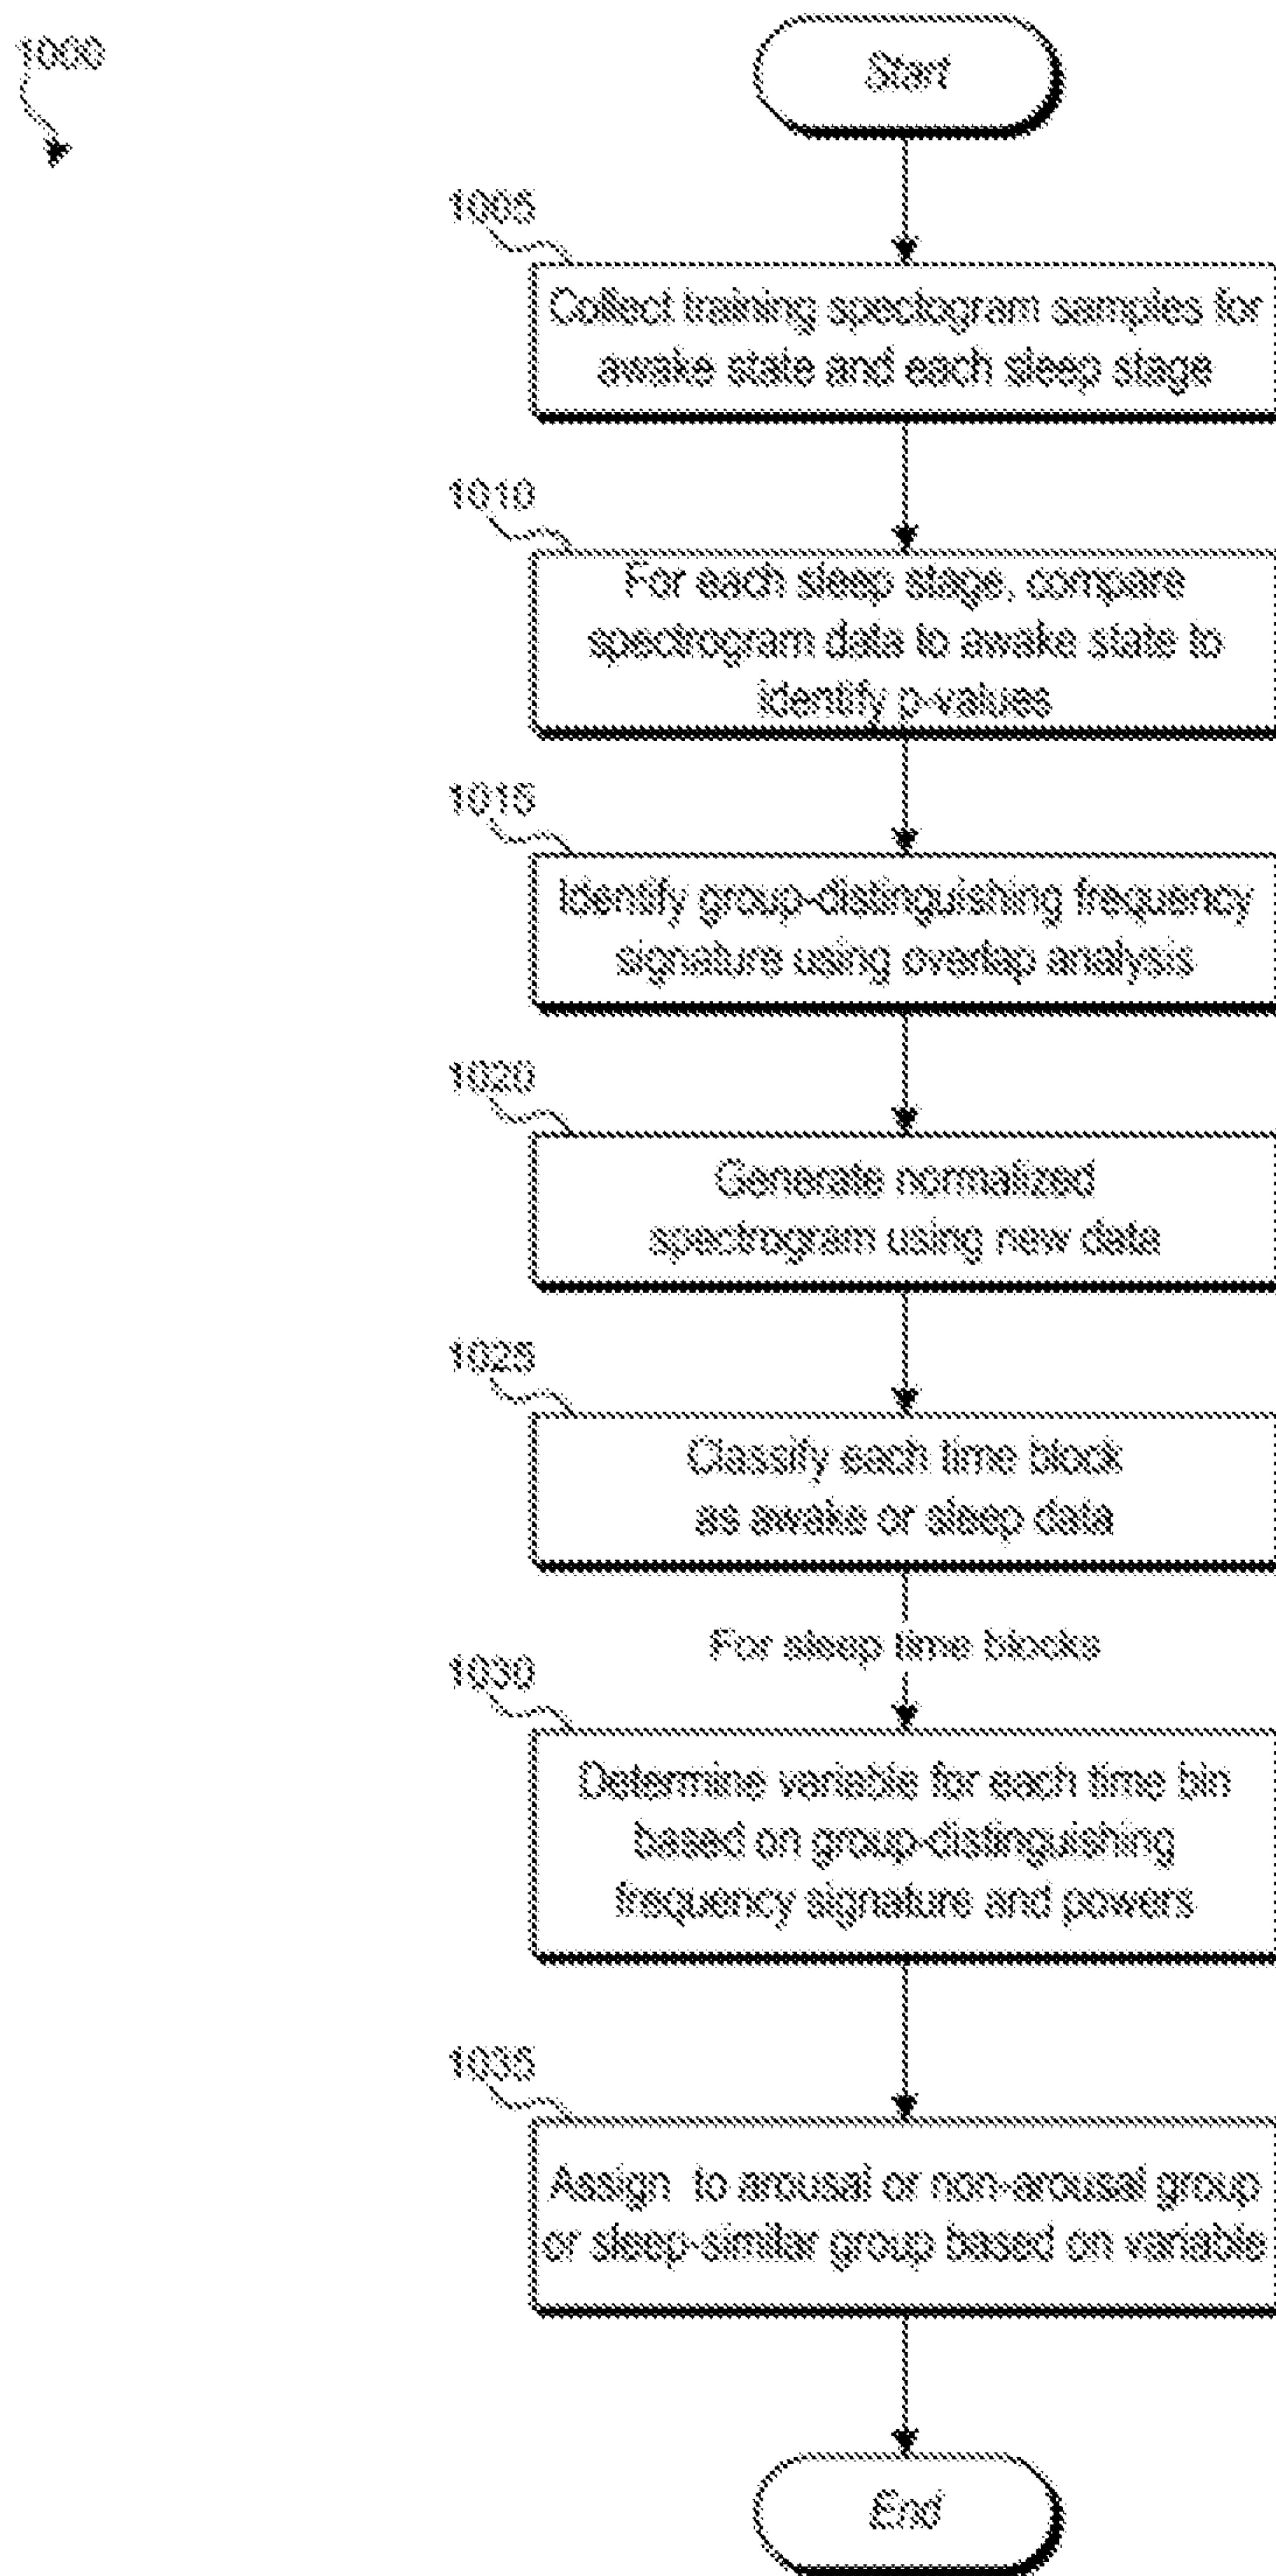 1000
Start
1005
Collect training spectogram samples for
awake state and each sleep stage
1010
For each sleep stage, compare
spectrogram data to awake state to
identify p-values
1015
Identify group-distinguishing frequency
signature using overlap analysis
1020
Generate normalized
spectrogram using new data
1025
Classify each time block
as awake or sleep data
For sleep time blocks
1030
Determine variable for each time bin
based on group-distinguishing
frequency signature and powers
1035
Assign to arousal or non-arousal group
or sleep-similar group based on variable
End